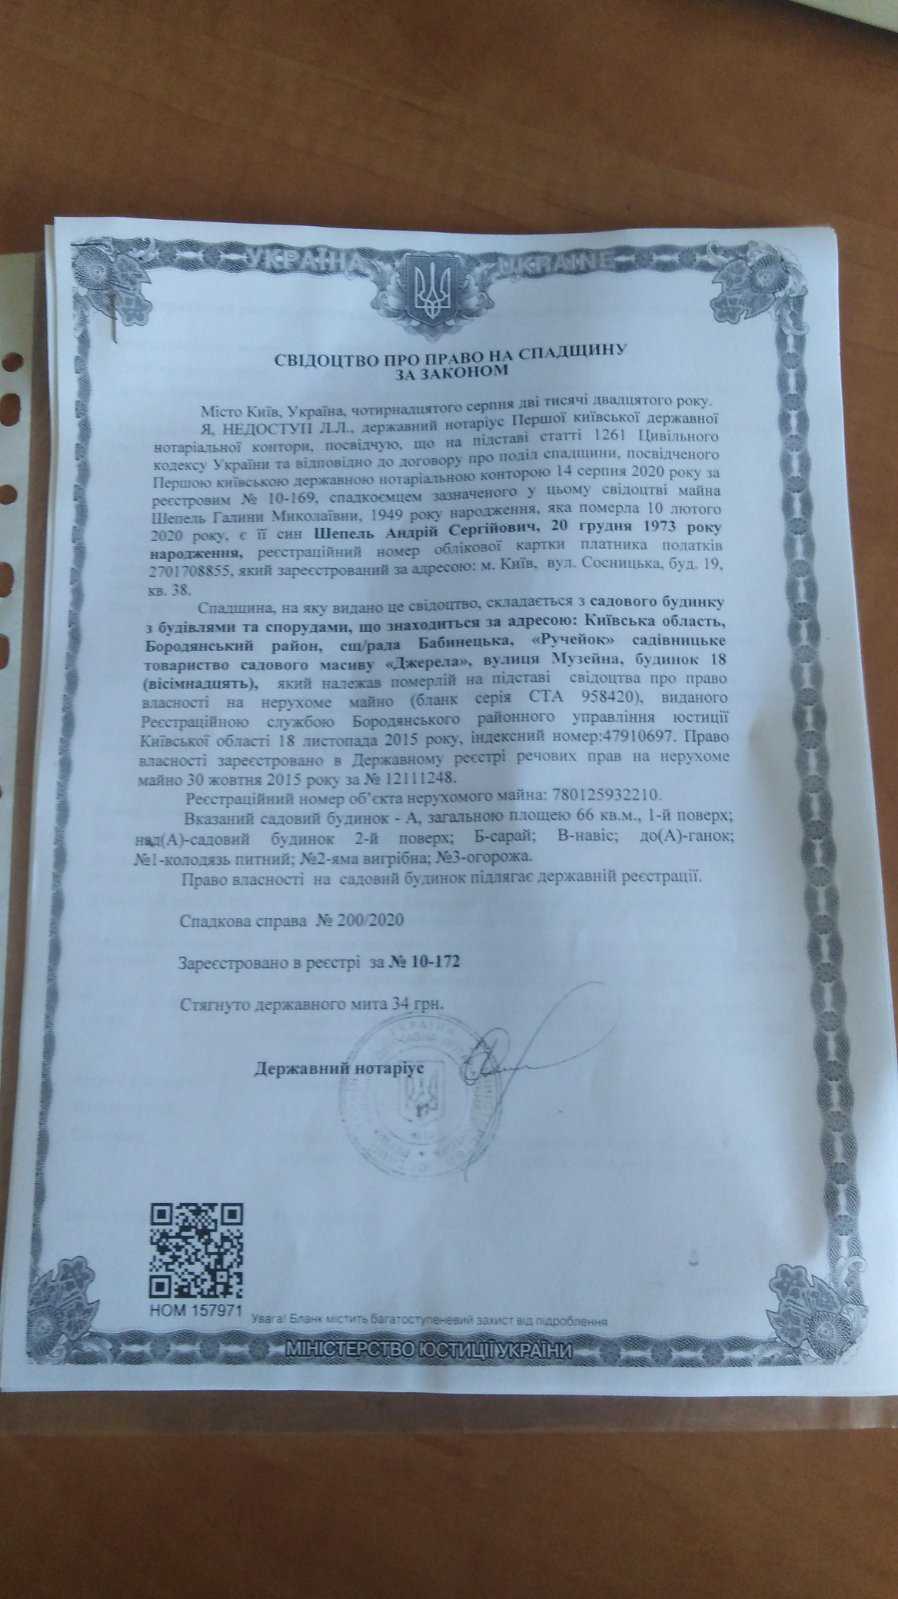 УКРАЇНА UKRAINE
СВІДОЦТВО ПРО ПРАВО НА СПАДЩИНУ
ЗА ЗАКОНОМ
Місто Київ, Україна, чотирнадцятого серпня дві тисячі двадцятого року.
Я, НЕДОСТУП Л.Л., державний нотаріус Першої київської державної
нотаріальної контори, посвідчую, що на підставі статті 1261 Цивільного
кодексу України та відповідно до договору про поділ спадщини, посвідченого
Першою київською державною нотаріальною конторою 14 серпня 2020 року за
реєстровим № 10-169, спадкоємцем зазначеного у цьому свідоцтві майна
Шепель Галини Миколаївни, 1949 року народження, яка померла 10 лютого
2020 року, є її син Шепель Андрій Сергійович, 20 грудня 1973 року
народження, реєстраційний номер облікової картки платника податків
2701708855, який зареєстрований за адресою: м. Київ, вул. Сосницька, буд. 19,
кв. 38.
Спадщина, на яку видано це свідоцтво, складається з садового будинку
з будівлями та спорудами, що знаходиться за адресою: Київська область,
Бородянський район, сщ/рада Бабинецька, «Ручейок» садівницьке
товариство садового масиву «Джерела», вулиця Музейна, будинок 18
(вісімнадцять), який належав померлій на підставі свідоцтва про право
власності на нерухоме майно (бланк серія СТА 958420), виданого
Реєстраційною службою Бородянського районного управління юстиції
Київської області 18 листопада 2015 року, індексний номер:47910697. Право
власності зареєстровано в Державному реєстрі речових прав на нерухоме
майно 30 жовтня 2015 року за № 12111248.
Реєстраційний номер об’єкта нерухомого майна: 780125932210.
Вказаний садовий будинок - А, загальною площею 66 кв.м., 1-й поверх;
над(А)-садовий будинок 2-й поверх; Б-сарай; В-навіс; до(А)-ганок;
№1-колодязь питний; №2-яма вигрібна; №3-огорожа.
Право власності на садовий будинок підлягає державній реєстрації.
Спадкова справа № 200/2020
Зареєстровано в реєстрі за № 10-172
Стягнуто державного мита 34 грн.
Державний нотаріус
НОМ 157971
Увага! Бланк містить багатоступеневий захист від підроблення
МІНІСТЕРСТВО ЮСТИЦІЇ УКРАЇНИ